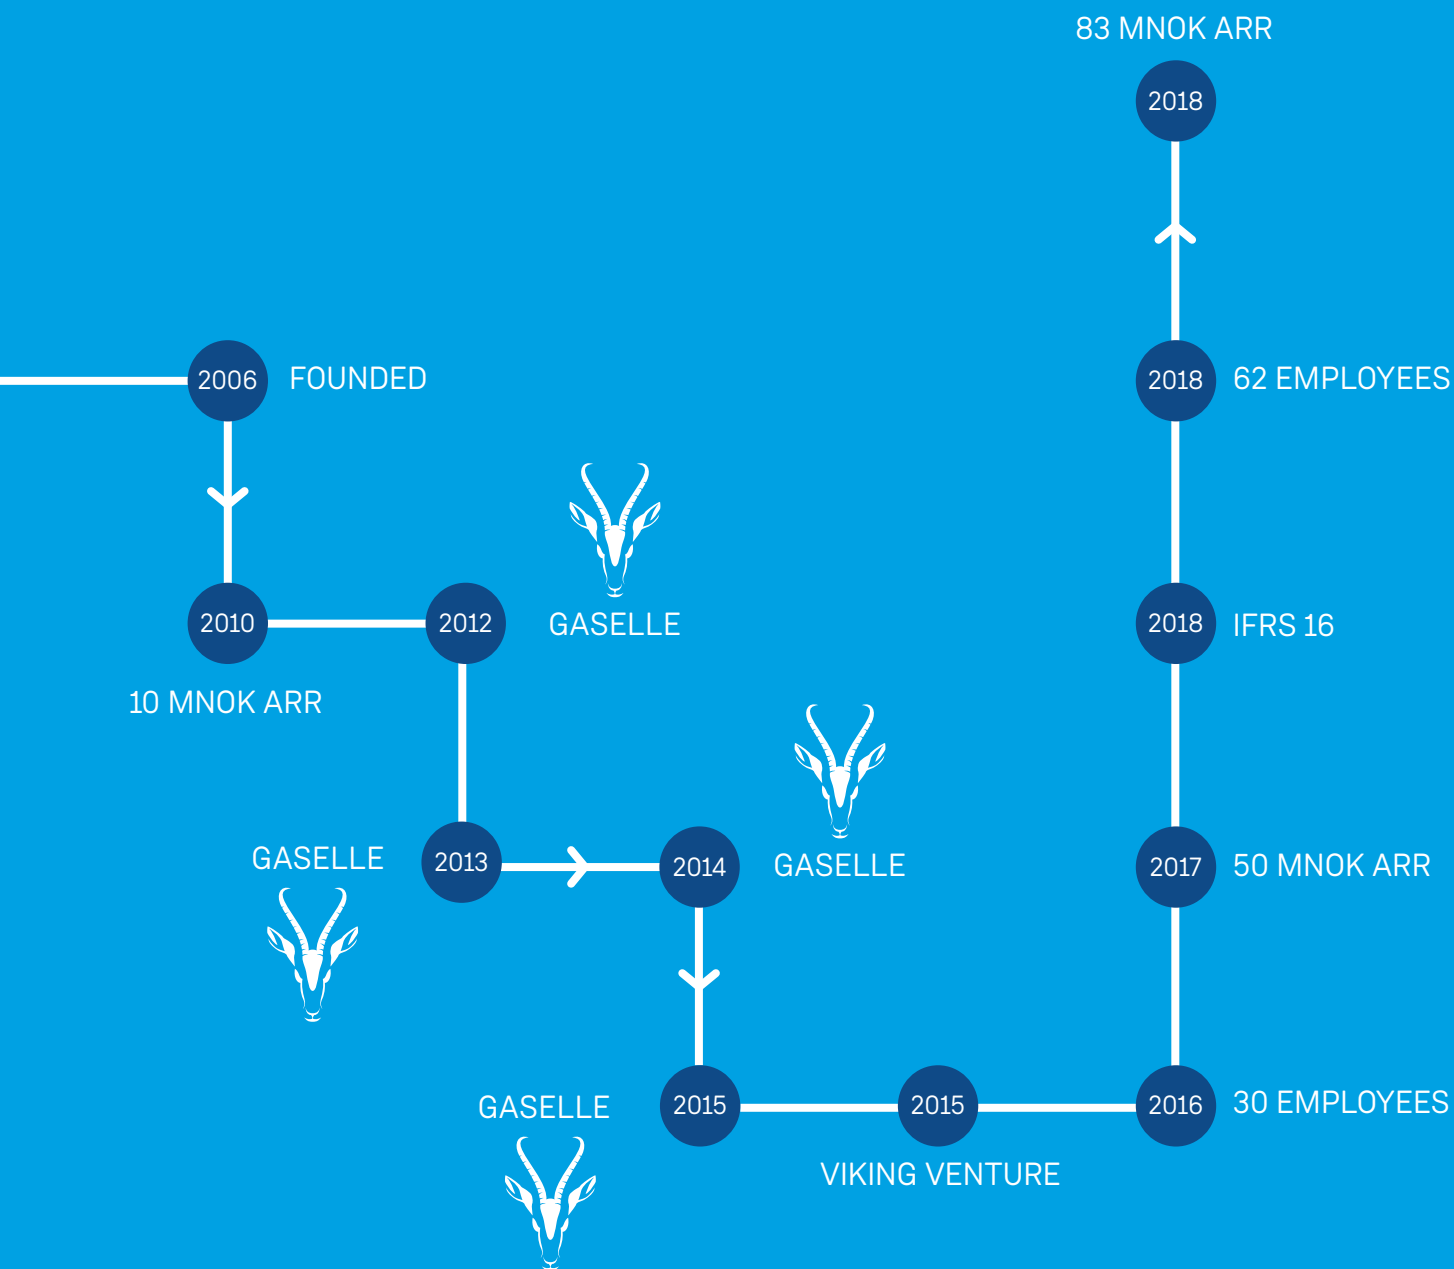 83 MNOK ARR
2018
2006
FOUNDED
2018
62 EMPLOYEES
2010
10 MNOK ARR
2012
GASELLE
2018
IFRS 16
GASELLE
2013
2014
GASELLE
2017
50 MNOK ARR
GASELLE
2015
2015
VIKING VENTURE
2016
30 EMPLOYEES